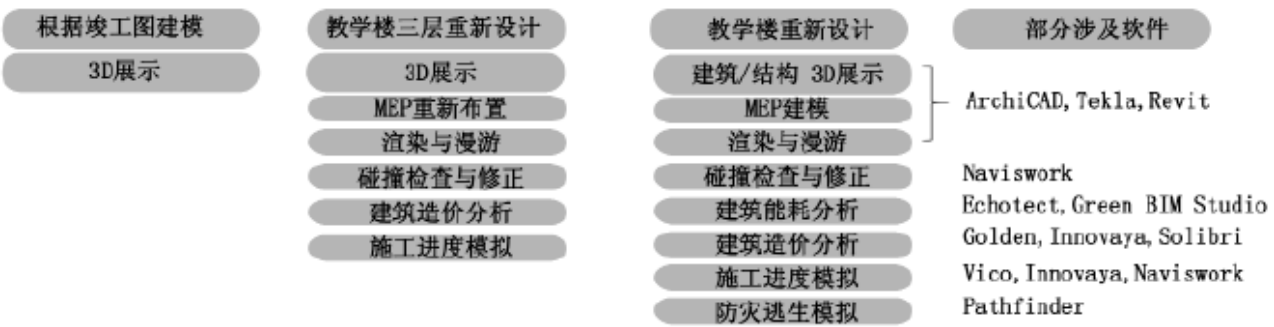 根据竣工图建模
3D展示
教学楼三层重新设计
3D展示
MEP重新布置
渲染与漫游
碰撞检查与修正
建筑造价分析
施工进度模拟
教学楼重新设计
建筑/结构 3D展示
MEP建模
渲染与漫游
碰撞检查与修正
建筑能耗分析
建筑造价分析
施工进度模拟
防灾逃生模拟
部分涉及软件
ArchiCAD,Tekla,Revit
Naviswork
Echotect,Green BIM Studio
Golden,Innovaya,Solibri
Vico,Innovaya,Naviswork
Pathfinder